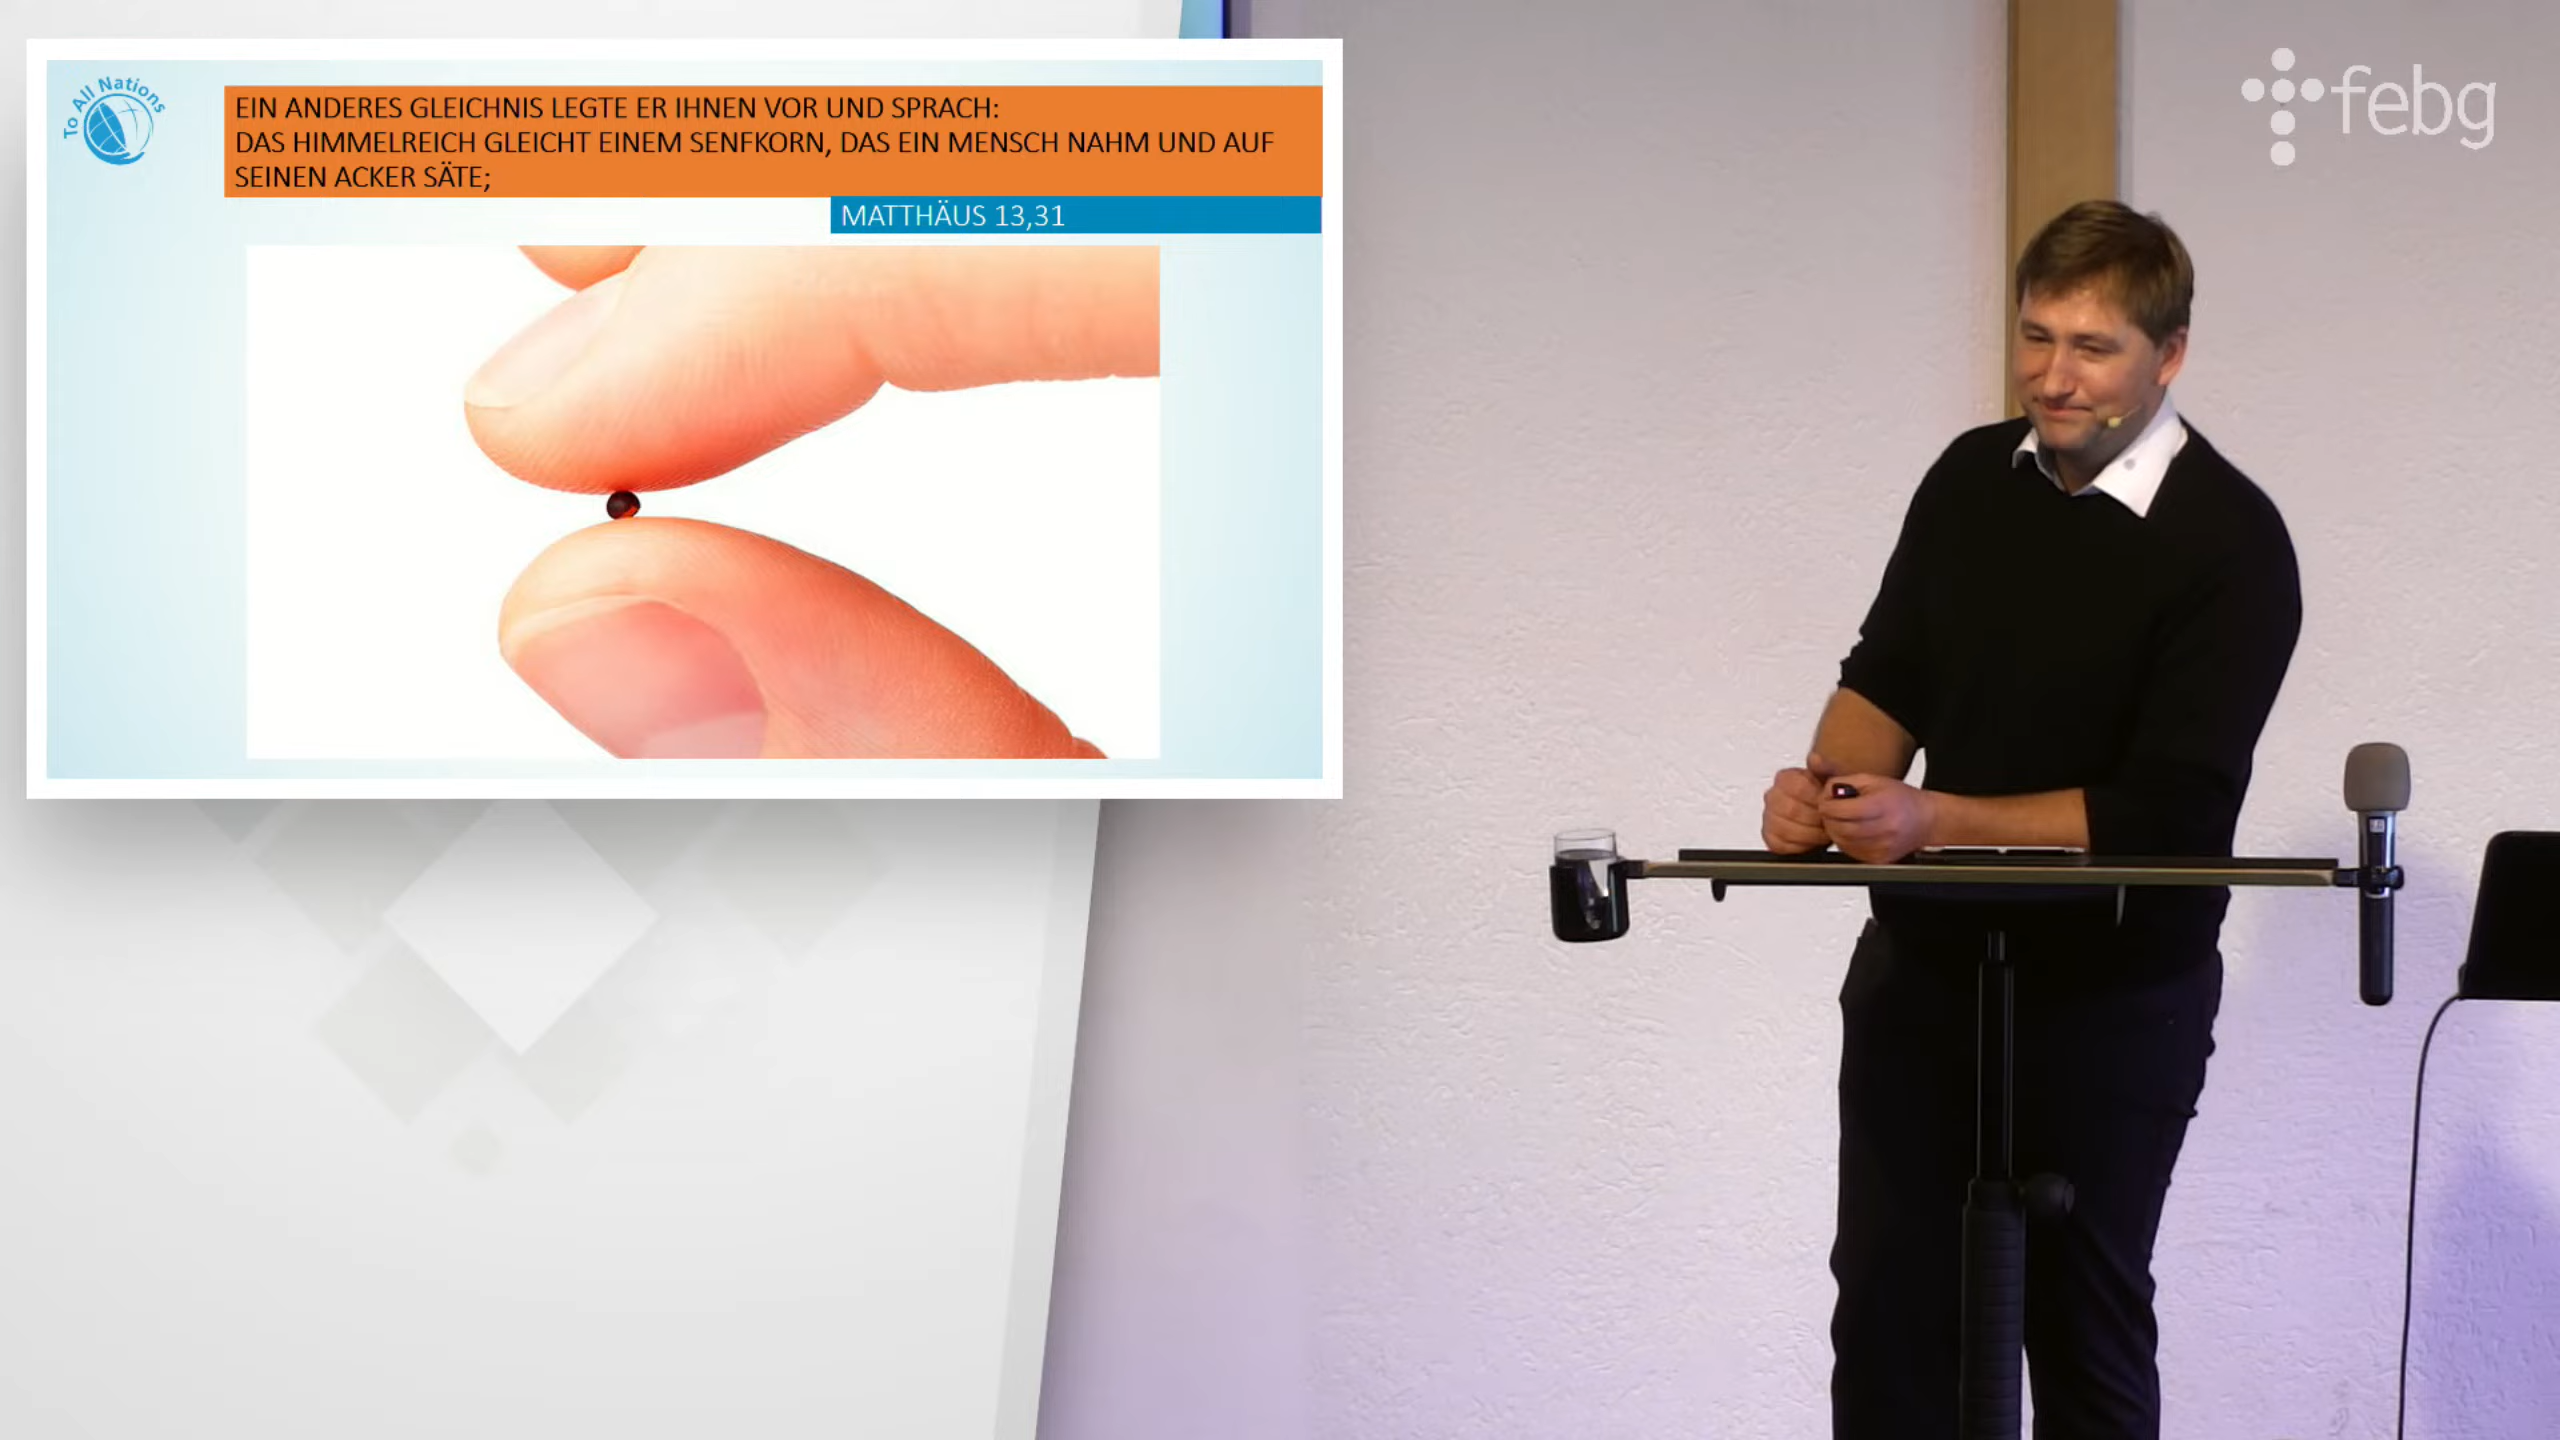 To All Nations
EIN ANDERES GLEICHNIS LEGTE ER IHNEN VOR UND SPRACH:
DAS HIMMELREICH GLEICHT EINEM SENFKORN, DAS EIN MENSCH NAHM UND AUF
SEINEN ACKER SÄTE;
MATTHÄUS 13,31
febg